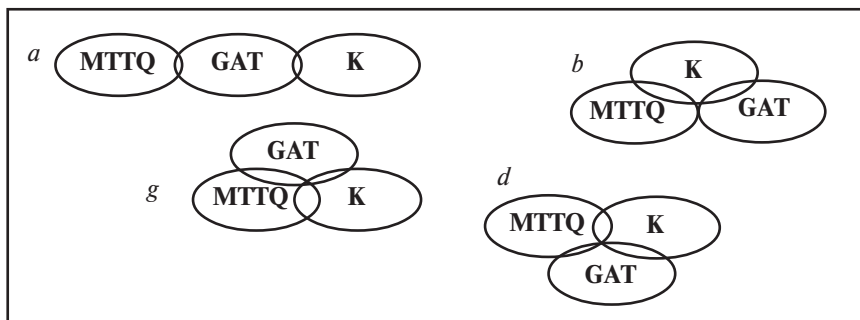 a MTTQ GAT K
b K
MTTQ GAT
GAT
g MTTQ K
d
MTTQ K
GAT